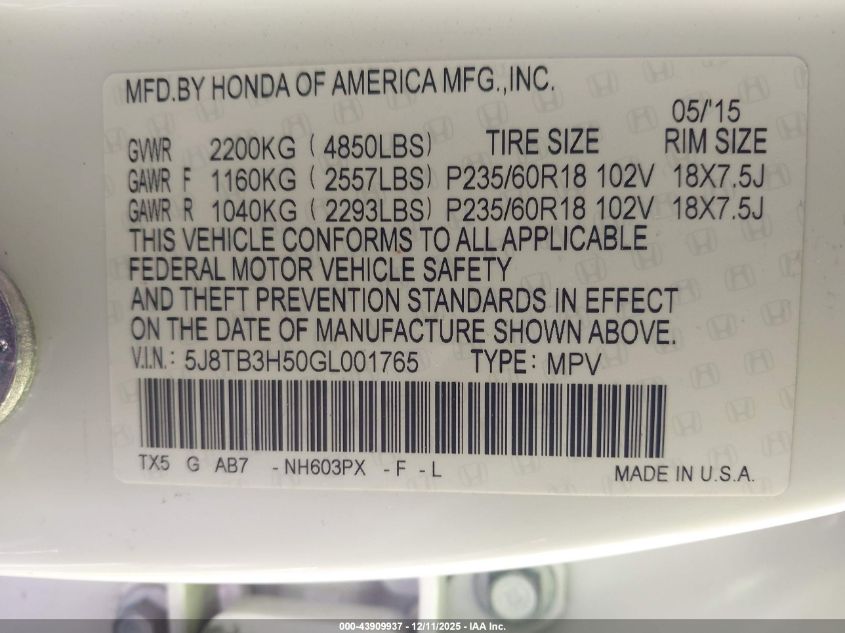 MFD.BY HONDA OF AMERICA MFG.,INC.
05/'15
GVWR 2200KG (4850LBS) TIRE SIZE RIM SIZE
GAWR F 1160KG (2557LBS) P235/60R18 102V 18X7.5J
GAWR R 1040KG (2293LBS) P235/60R18 102V 18X7.5J
THIS VEHICLE CONFORMS TO ALL APPLICABLE
FEDERAL MOTOR VEHICLE SAFETY
AND THEFT PREVENTION STANDARDS IN EFFECT
ON THE DATE OF MANUFACTURE SHOWN ABOVE.
V.I.N.: 5J8TB3H50GL001765 TYPE: MPV
TX5 G AB7 -NH603PX -F -L
MADE IN U.S.A.
000-43909937 - 12/11/2025 - IAA Inc.